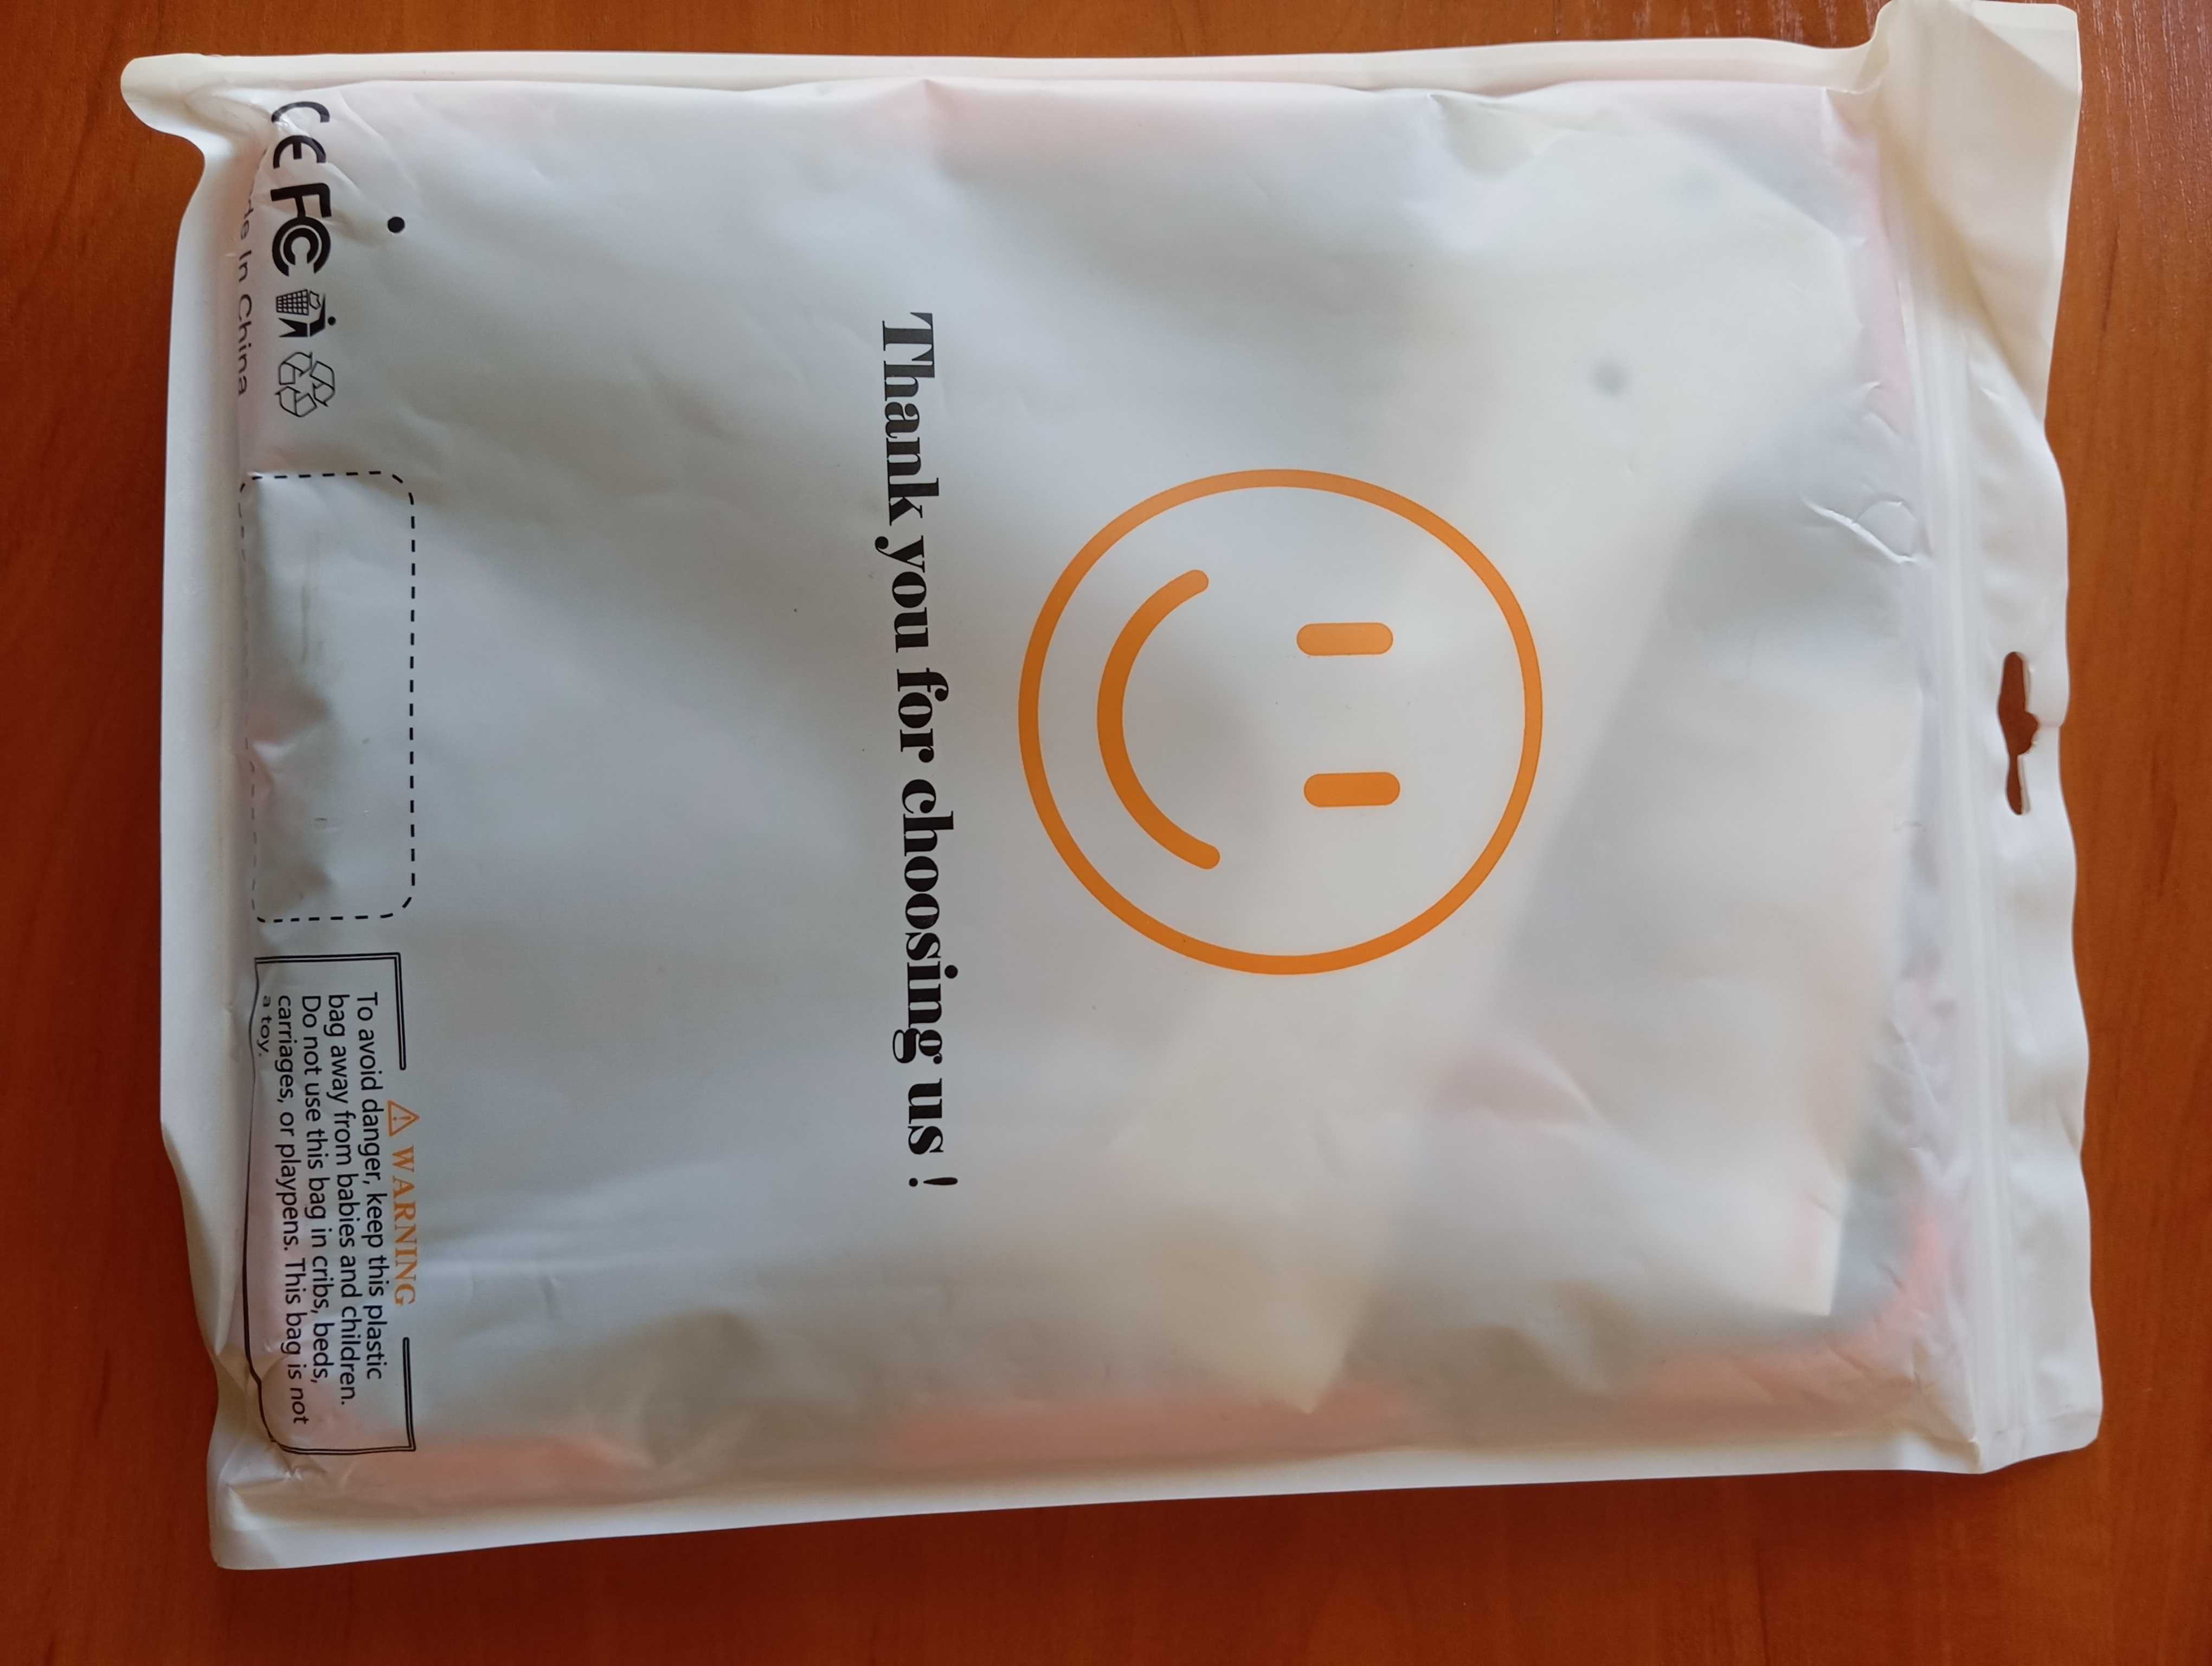 Thank you for choosing us !
CE FC
In China
WARNING
To avoid danger, keep this plastic
bag away from babies and children.
Do not use this bag in cribs, beds,
carriages, or playpens. This bag is not
a toy.